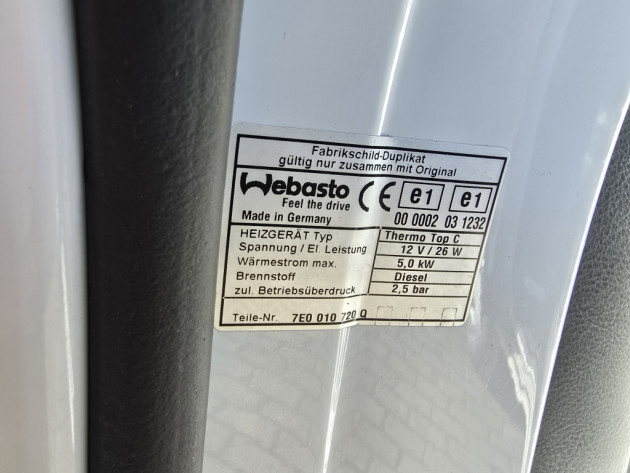 Fabrikschild-Duplikat
gültig nur zusammen mit Original
Webasto CE e1 e1
Feel the drive
Made in Germany 00 0002 03 1232
HEIZGERÄT Typ Thermo Top C
Spannung / El. Leistung 12 V / 26 W
Wärmestrom max. 5,0 kW
Brennstoff Diesel
zul. Betriebsüberdruck 2,5 bar
Teile-Nr. 7E0 010 720 Q